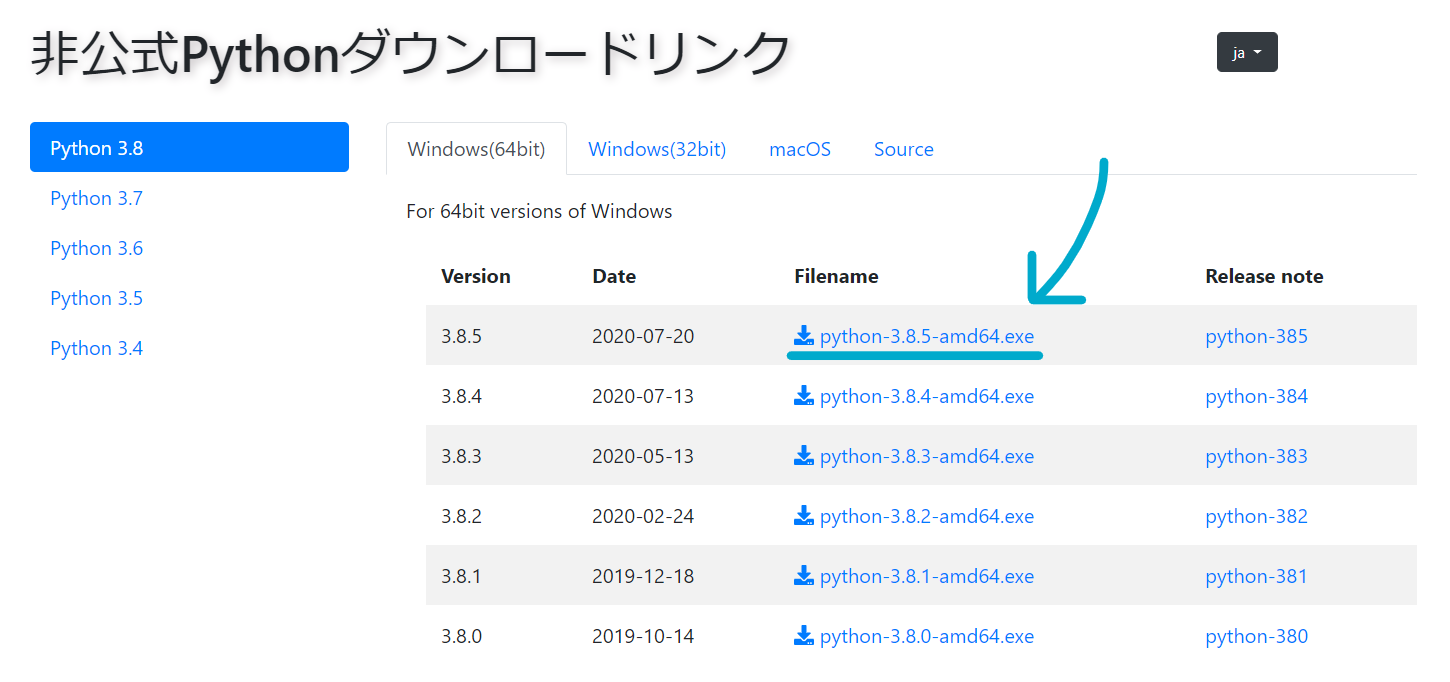 非公式Pythonダウンロードリンク
ja
Python 3.8
Python 3.7
Python 3.6
Python 3.5
Python 3.4
Windows(64bit) Windows(32bit) macOS Source
For 64bit versions of Windows
Version Date Filename Release note
3.8.5 2020-07-20 python-3.8.5-amd64.exe python-385
3.8.4 2020-07-13 python-3.8.4-amd64.exe python-384
3.8.3 2020-05-13 python-3.8.3-amd64.exe python-383
3.8.2 2020-02-24 python-3.8.2-amd64.exe python-382
3.8.1 2019-12-18 python-3.8.1-amd64.exe python-381
3.8.0 2019-10-14 python-3.8.0-amd64.exe python-380